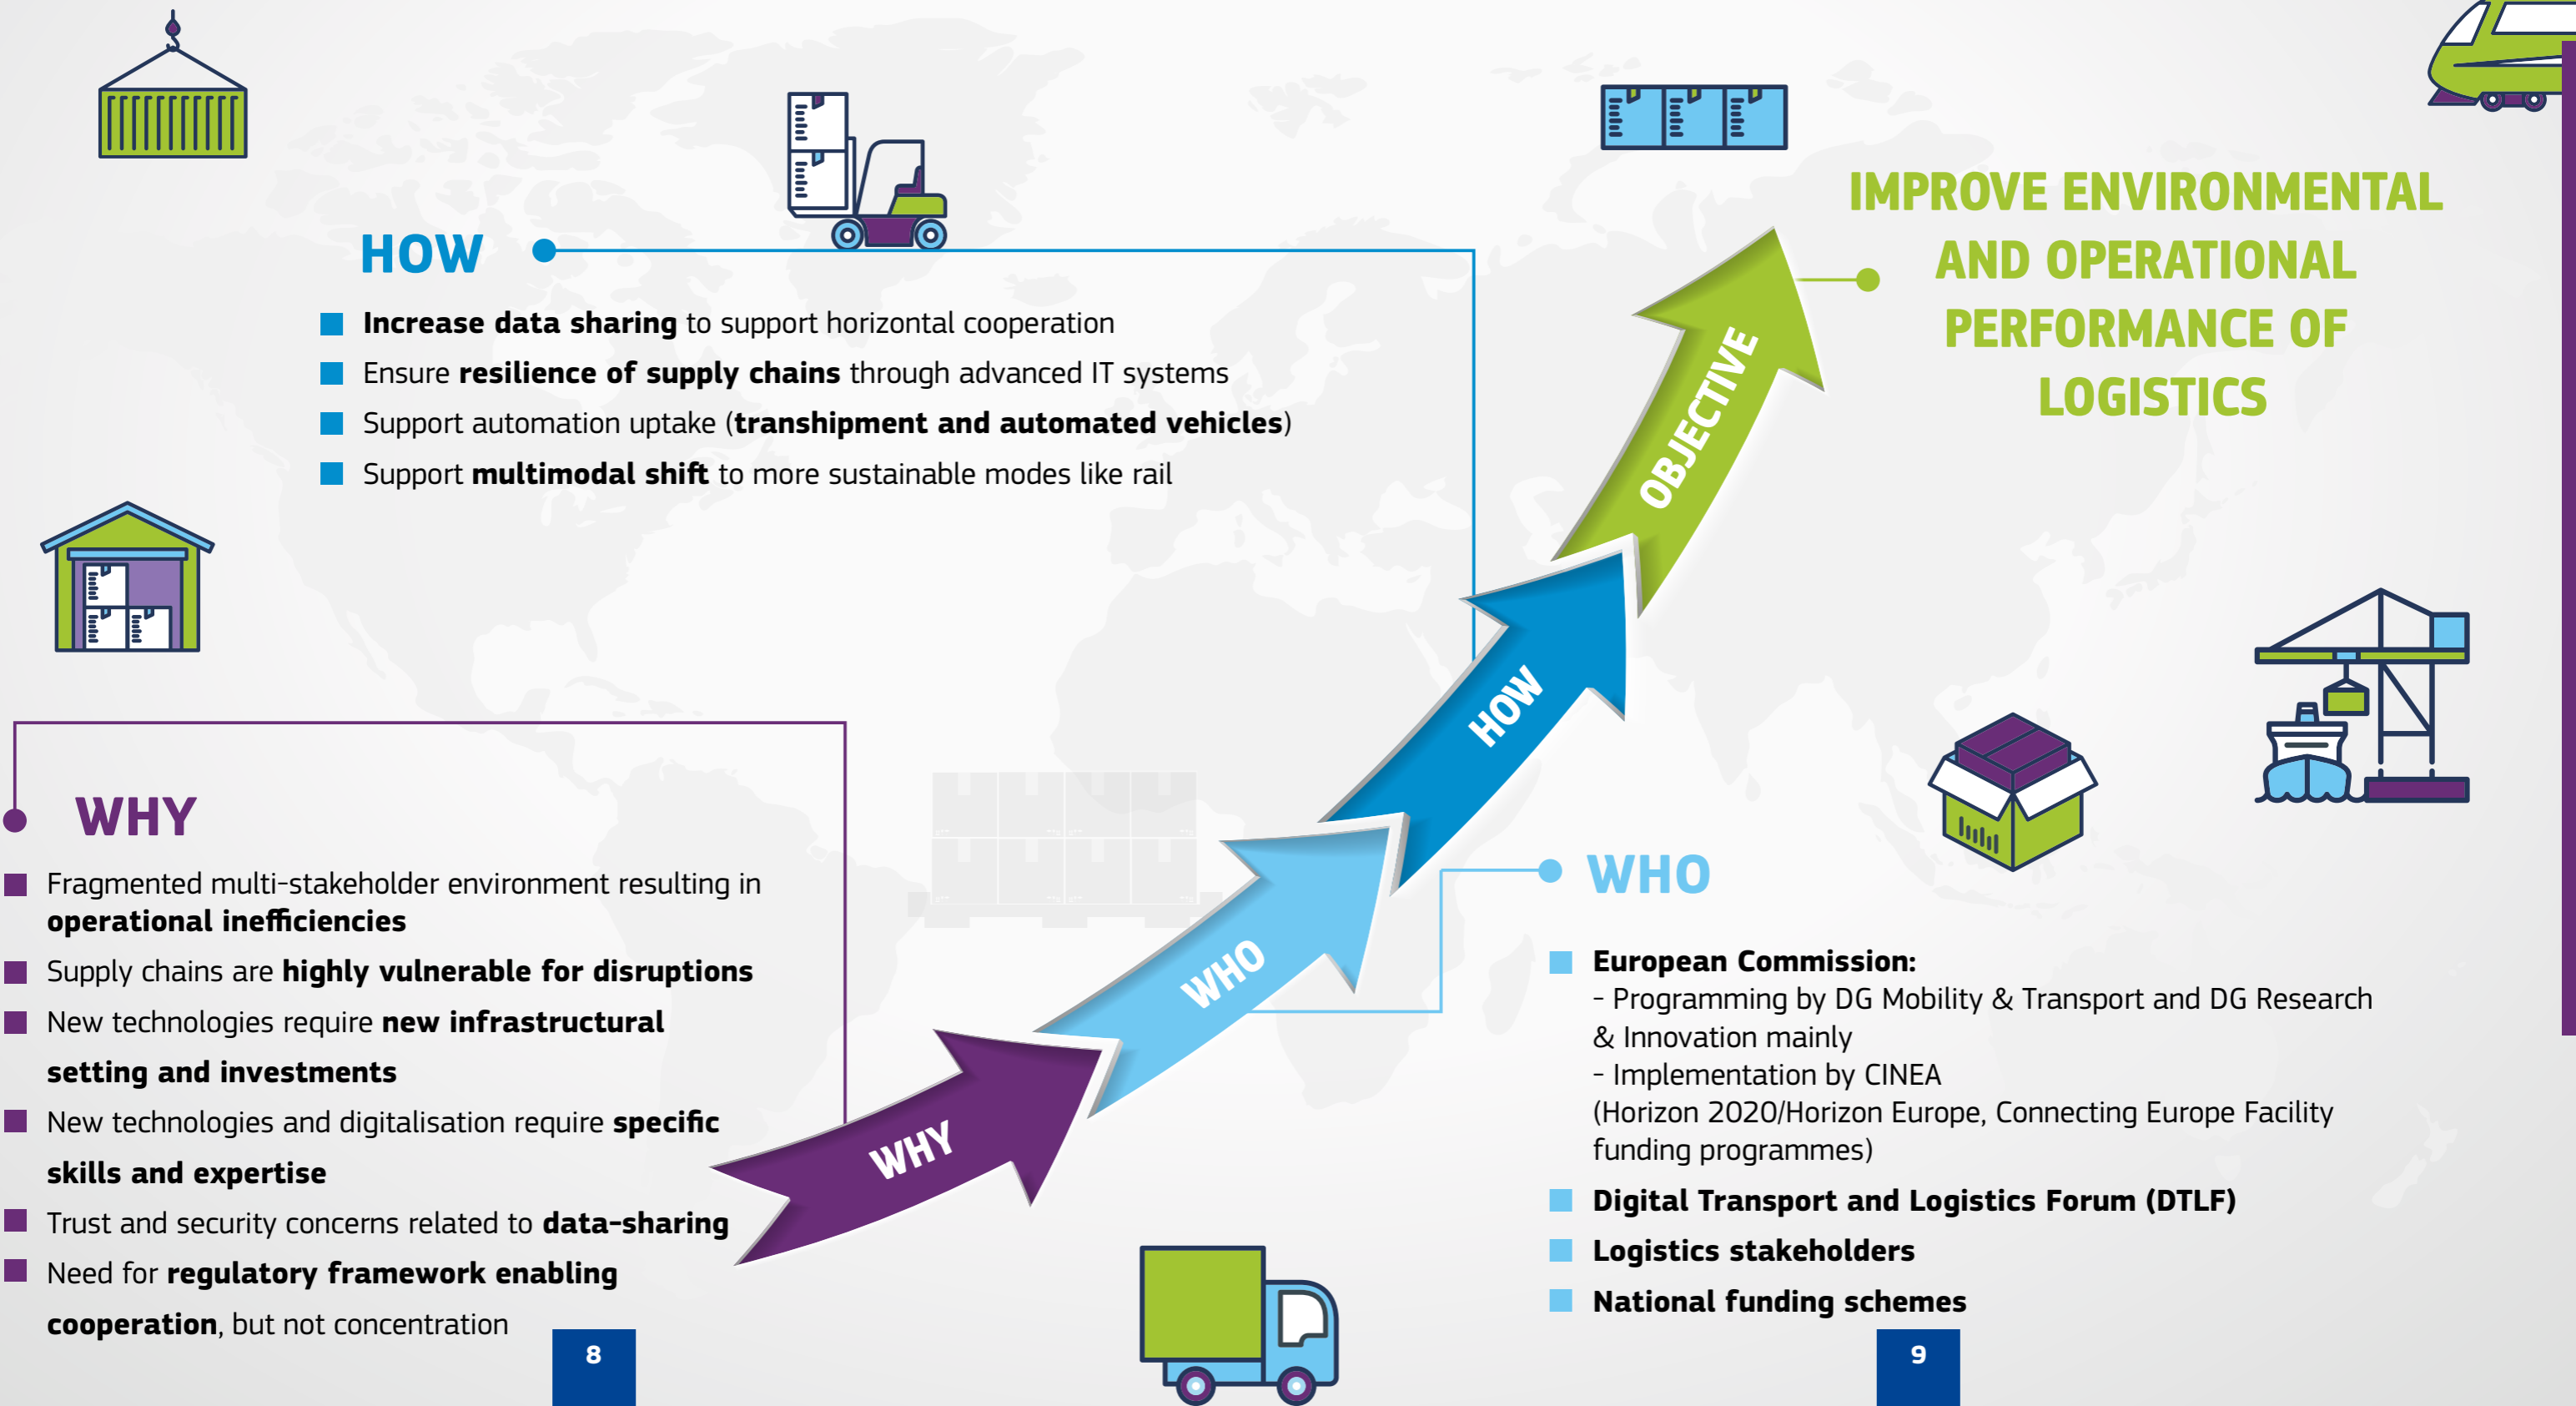 HOW
Increase data sharing to support horizontal cooperation
Ensure resilience of supply chains through advanced IT systems
Support automation uptake (transhipment and automated vehicles)
Support multimodal shift to more sustainable modes like rail
WHY
Fragmented multi-stakeholder environment resulting in
operational inefficiencies
Supply chains are highly vulnerable for disruptions
New technologies require new infrastructural
setting and investments
New technologies and digitalisation require specific
skills and expertise
Trust and security concerns related to data-sharing
Need for regulatory framework enabling
cooperation, but not concentration
8
WHY
WHO
HOW
OBJECTIVE
IMPROVE ENVIRONMENTAL
AND OPERATIONAL
PERFORMANCE OF
LOGISTICS
WHO
European Commission:
- Programming by DG Mobility & Transport and DG Research
& Innovation mainly
- Implementation by CINEA
(Horizon 2020/Horizon Europe, Connecting Europe Facility
funding programmes)
Digital Transport and Logistics Forum (DTLF)
Logistics stakeholders
National funding schemes
9